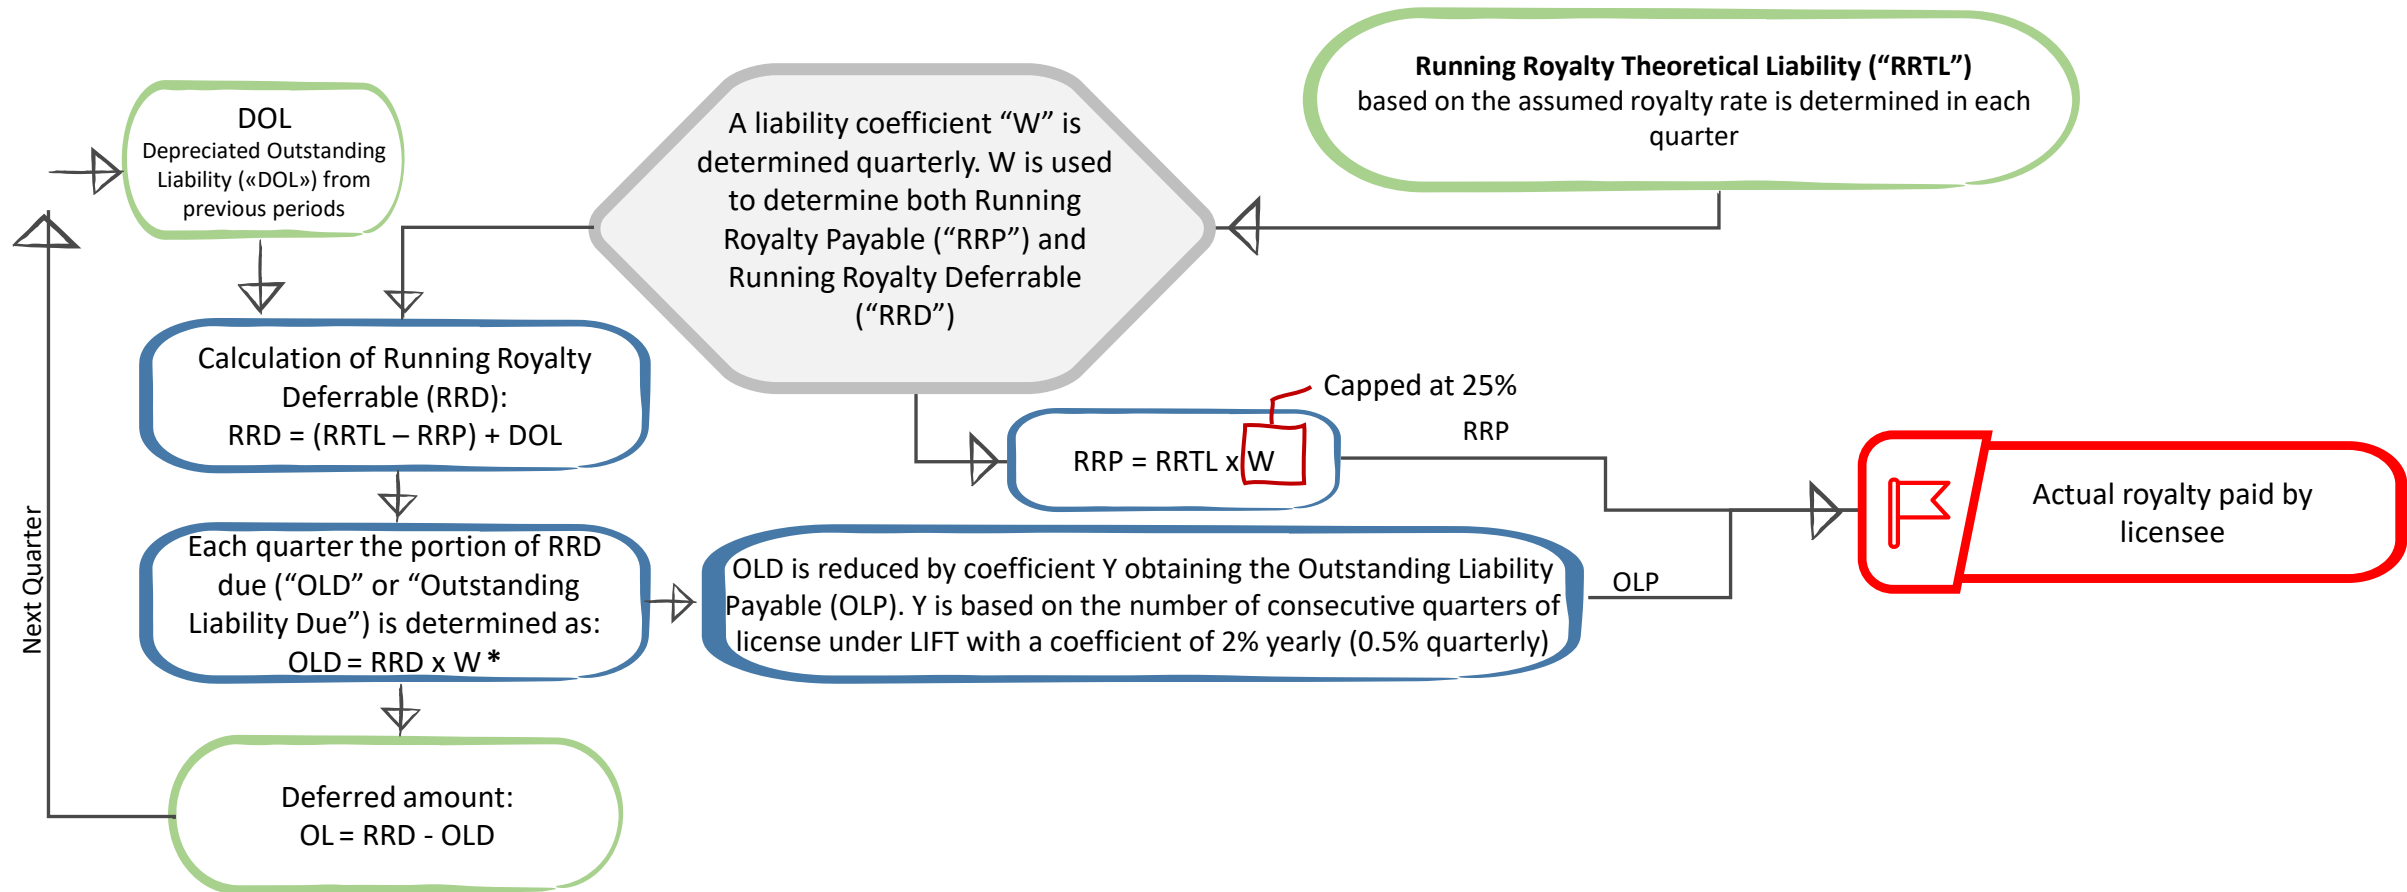 Running Royalty Theoretical Liability (“RRTL”)
based on the assumed royalty rate is determined in each
quarter
DOL
Depreciated Outstanding
Liability («DOL») from
previous periods
A liability coefficient “W” is
determined quarterly. W is used
to determine both Running
Royalty Payable (“RRP”) and
Running Royalty Deferrable
(“RRD”)
Calculation of Running Royalty
Deferrable (RRD):
RRD = (RRTL – RRP) + DOL
Capped at 25%
RRP = RRTL x W
RRP
Actual royalty paid by
licensee
Next Quarter
Each quarter the portion of RRD
due (“OLD” or “Outstanding
Liability Due”) is determined as:
OLD = RRD x W *
OLD is reduced by coefficient Y obtaining the Outstanding Liability
Payable (OLP). Y is based on the number of consecutive quarters of
license under LIFT with a coefficient of 2% yearly (0.5% quarterly)
OLP
Deferred amount:
OL = RRD - OLD